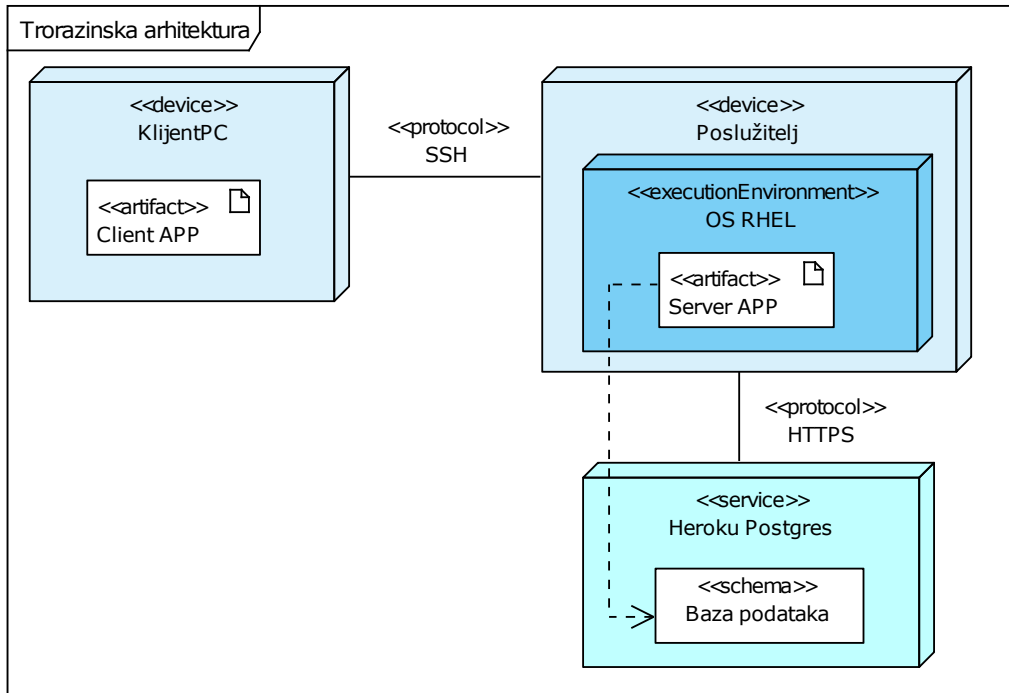 Trorazinska arhitektura
<<device>>
KlijentPC
<<artifact>>
Client APP
<<protocol>>
SSH
<<device>>
Poslužitelj
<<executionEnvironment>>
OS RHEL
<<artifact>>
Server APP
<<protocol>>
HTTPS
<<service>>
Heroku Postgres
<<schema>>
Baza podataka